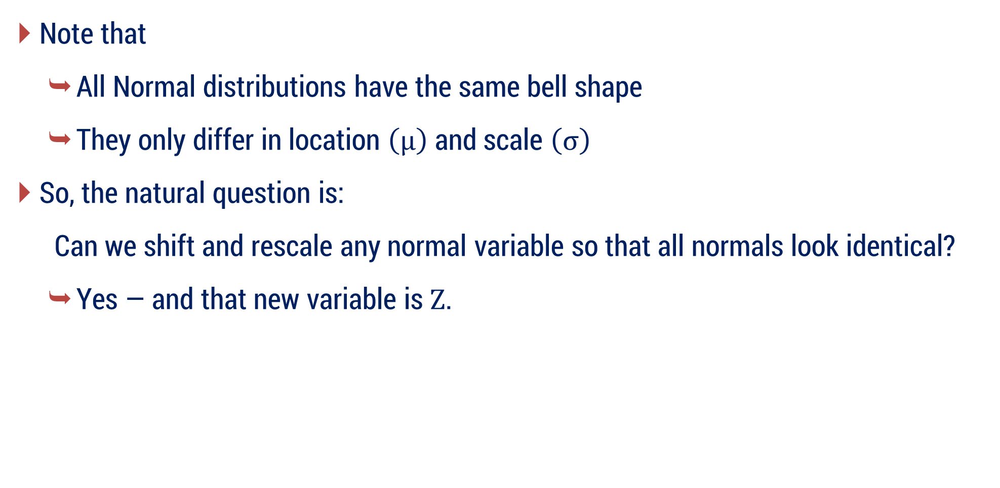 Note that
All Normal distributions have the same bell shape
They only differ in location (μ) and scale (σ)
So, the natural question is:
Can we shift and rescale any normal variable so that all normals look identical?
Yes — and that new variable is Z.